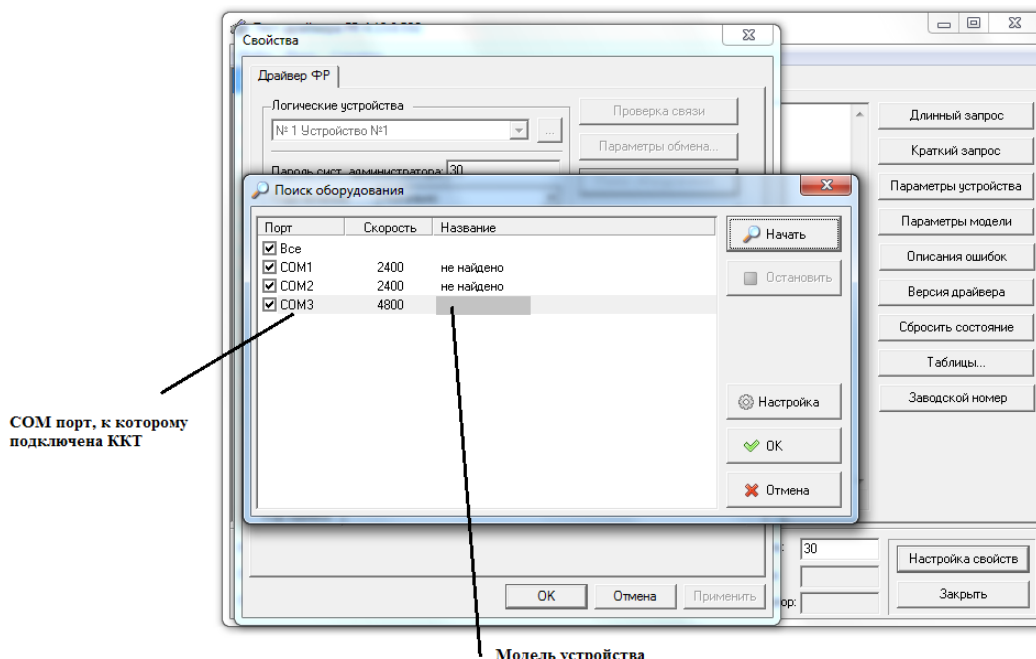 Свойства
Драйвер ФР
Логические устройства
№ 1 Устройство №1
...
Проверка связи
Параметры обмена...
Пароль сист. администратора: 30
Поиск оборудования
Порт Скорость Название
Все
COM1 2400 не найдено
COM2 2400 не найдено
COM3 4800
Начать
Остановить
Настройка
OK
Отмена
OK
Отмена
Применить
Длинный запрос
Краткий запрос
Параметры устройства
Параметры модели
Описания ошибок
Версия драйвера
Сбросить состояние
Таблицы...
Заводской номер
30
Настройка свойств
Закрыть
COM порт, к которому
подключена ККТ
Модель устройства